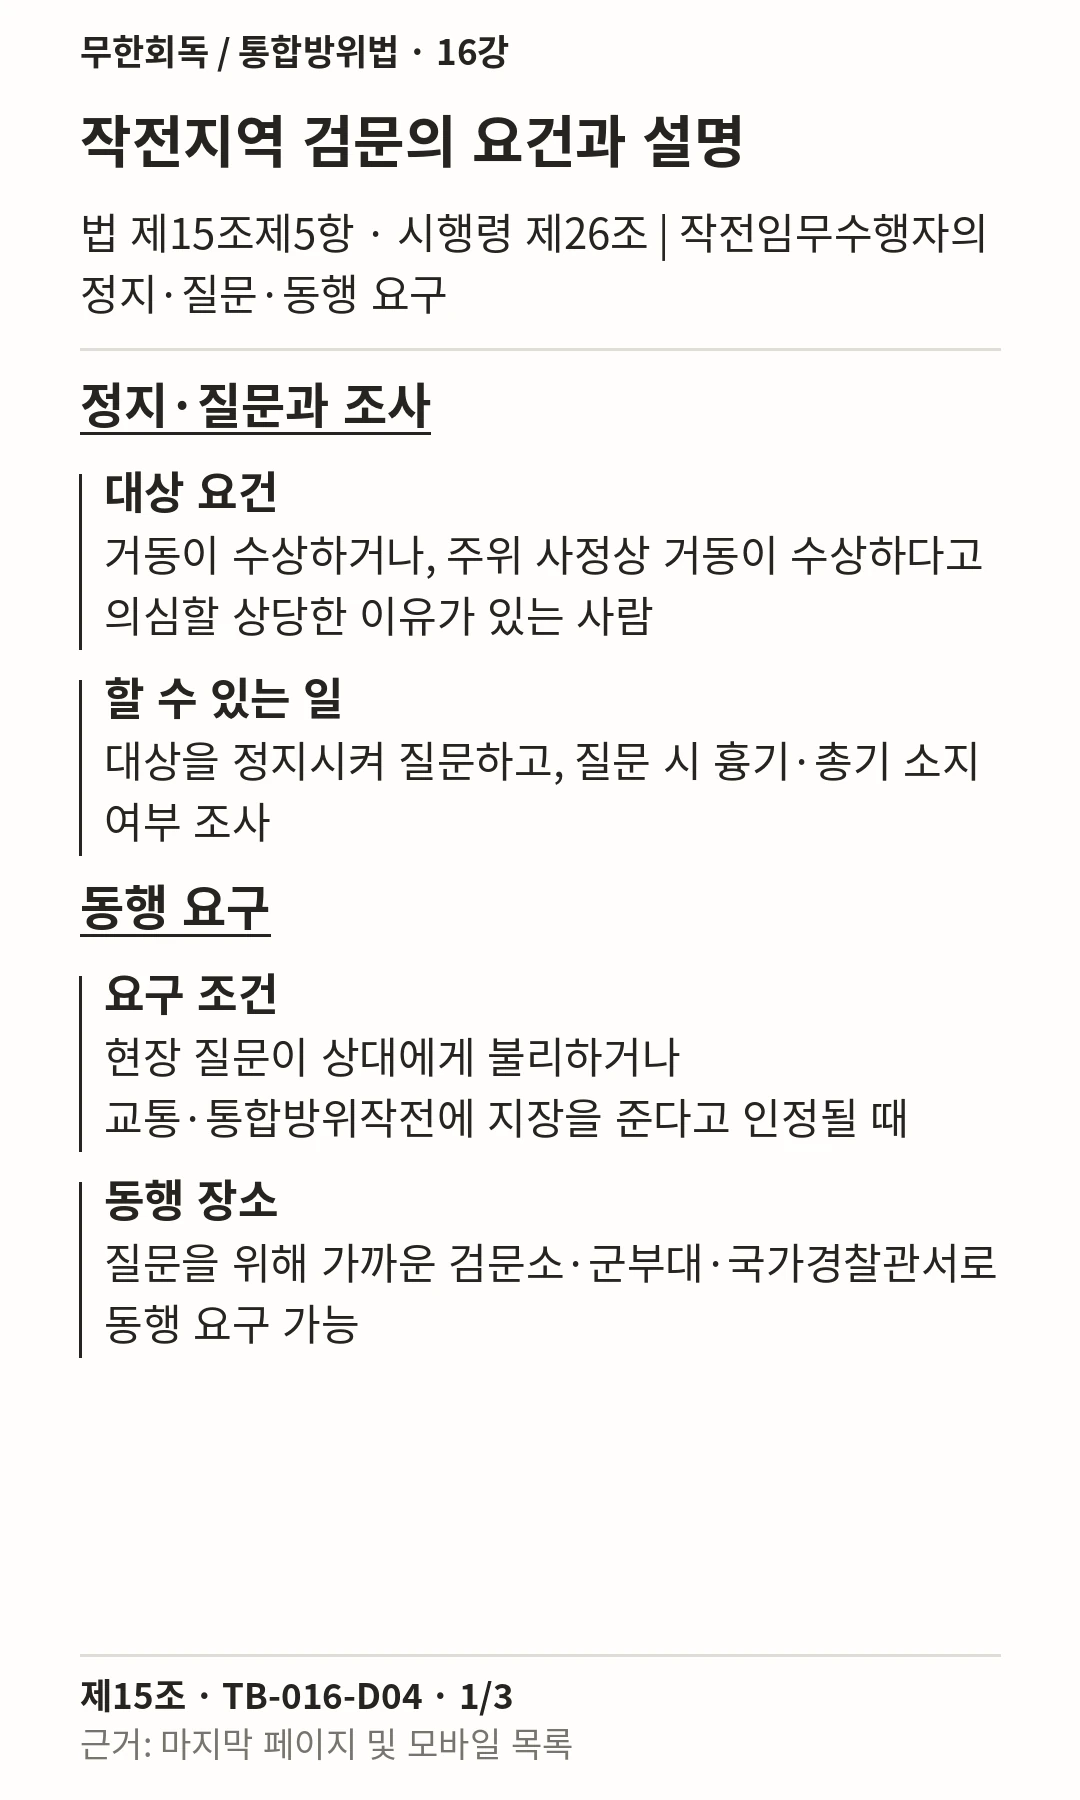 무한회독 / 통합방위법 · 16강
작전지역 검문의 요건과 설명
법 제15조제5항 · 시행령 제26조 | 작전임무수행자의
정지·질문·동행 요구
정지·질문과 조사
대상 요건
거동이 수상하거나, 주위 사정상 거동이 수상하다고
의심할 상당한 이유가 있는 사람
할 수 있는 일
대상을 정지시켜 질문하고, 질문 시 흉기·총기 소지
여부 조사
동행 요구
요구 조건
현장 질문이 상대에게 불리하거나
교통·통합방위작전에 지장을 준다고 인정될 때
동행 장소
질문을 위해 가까운 검문소·군부대·국가경찰관서로
동행 요구 가능
제15조 · TB-016-D04 · 1/3
근거: 마지막 페이지 및 모바일 목록